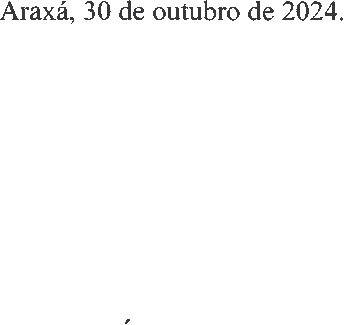 Araxá, 30 de outubro de 2024.